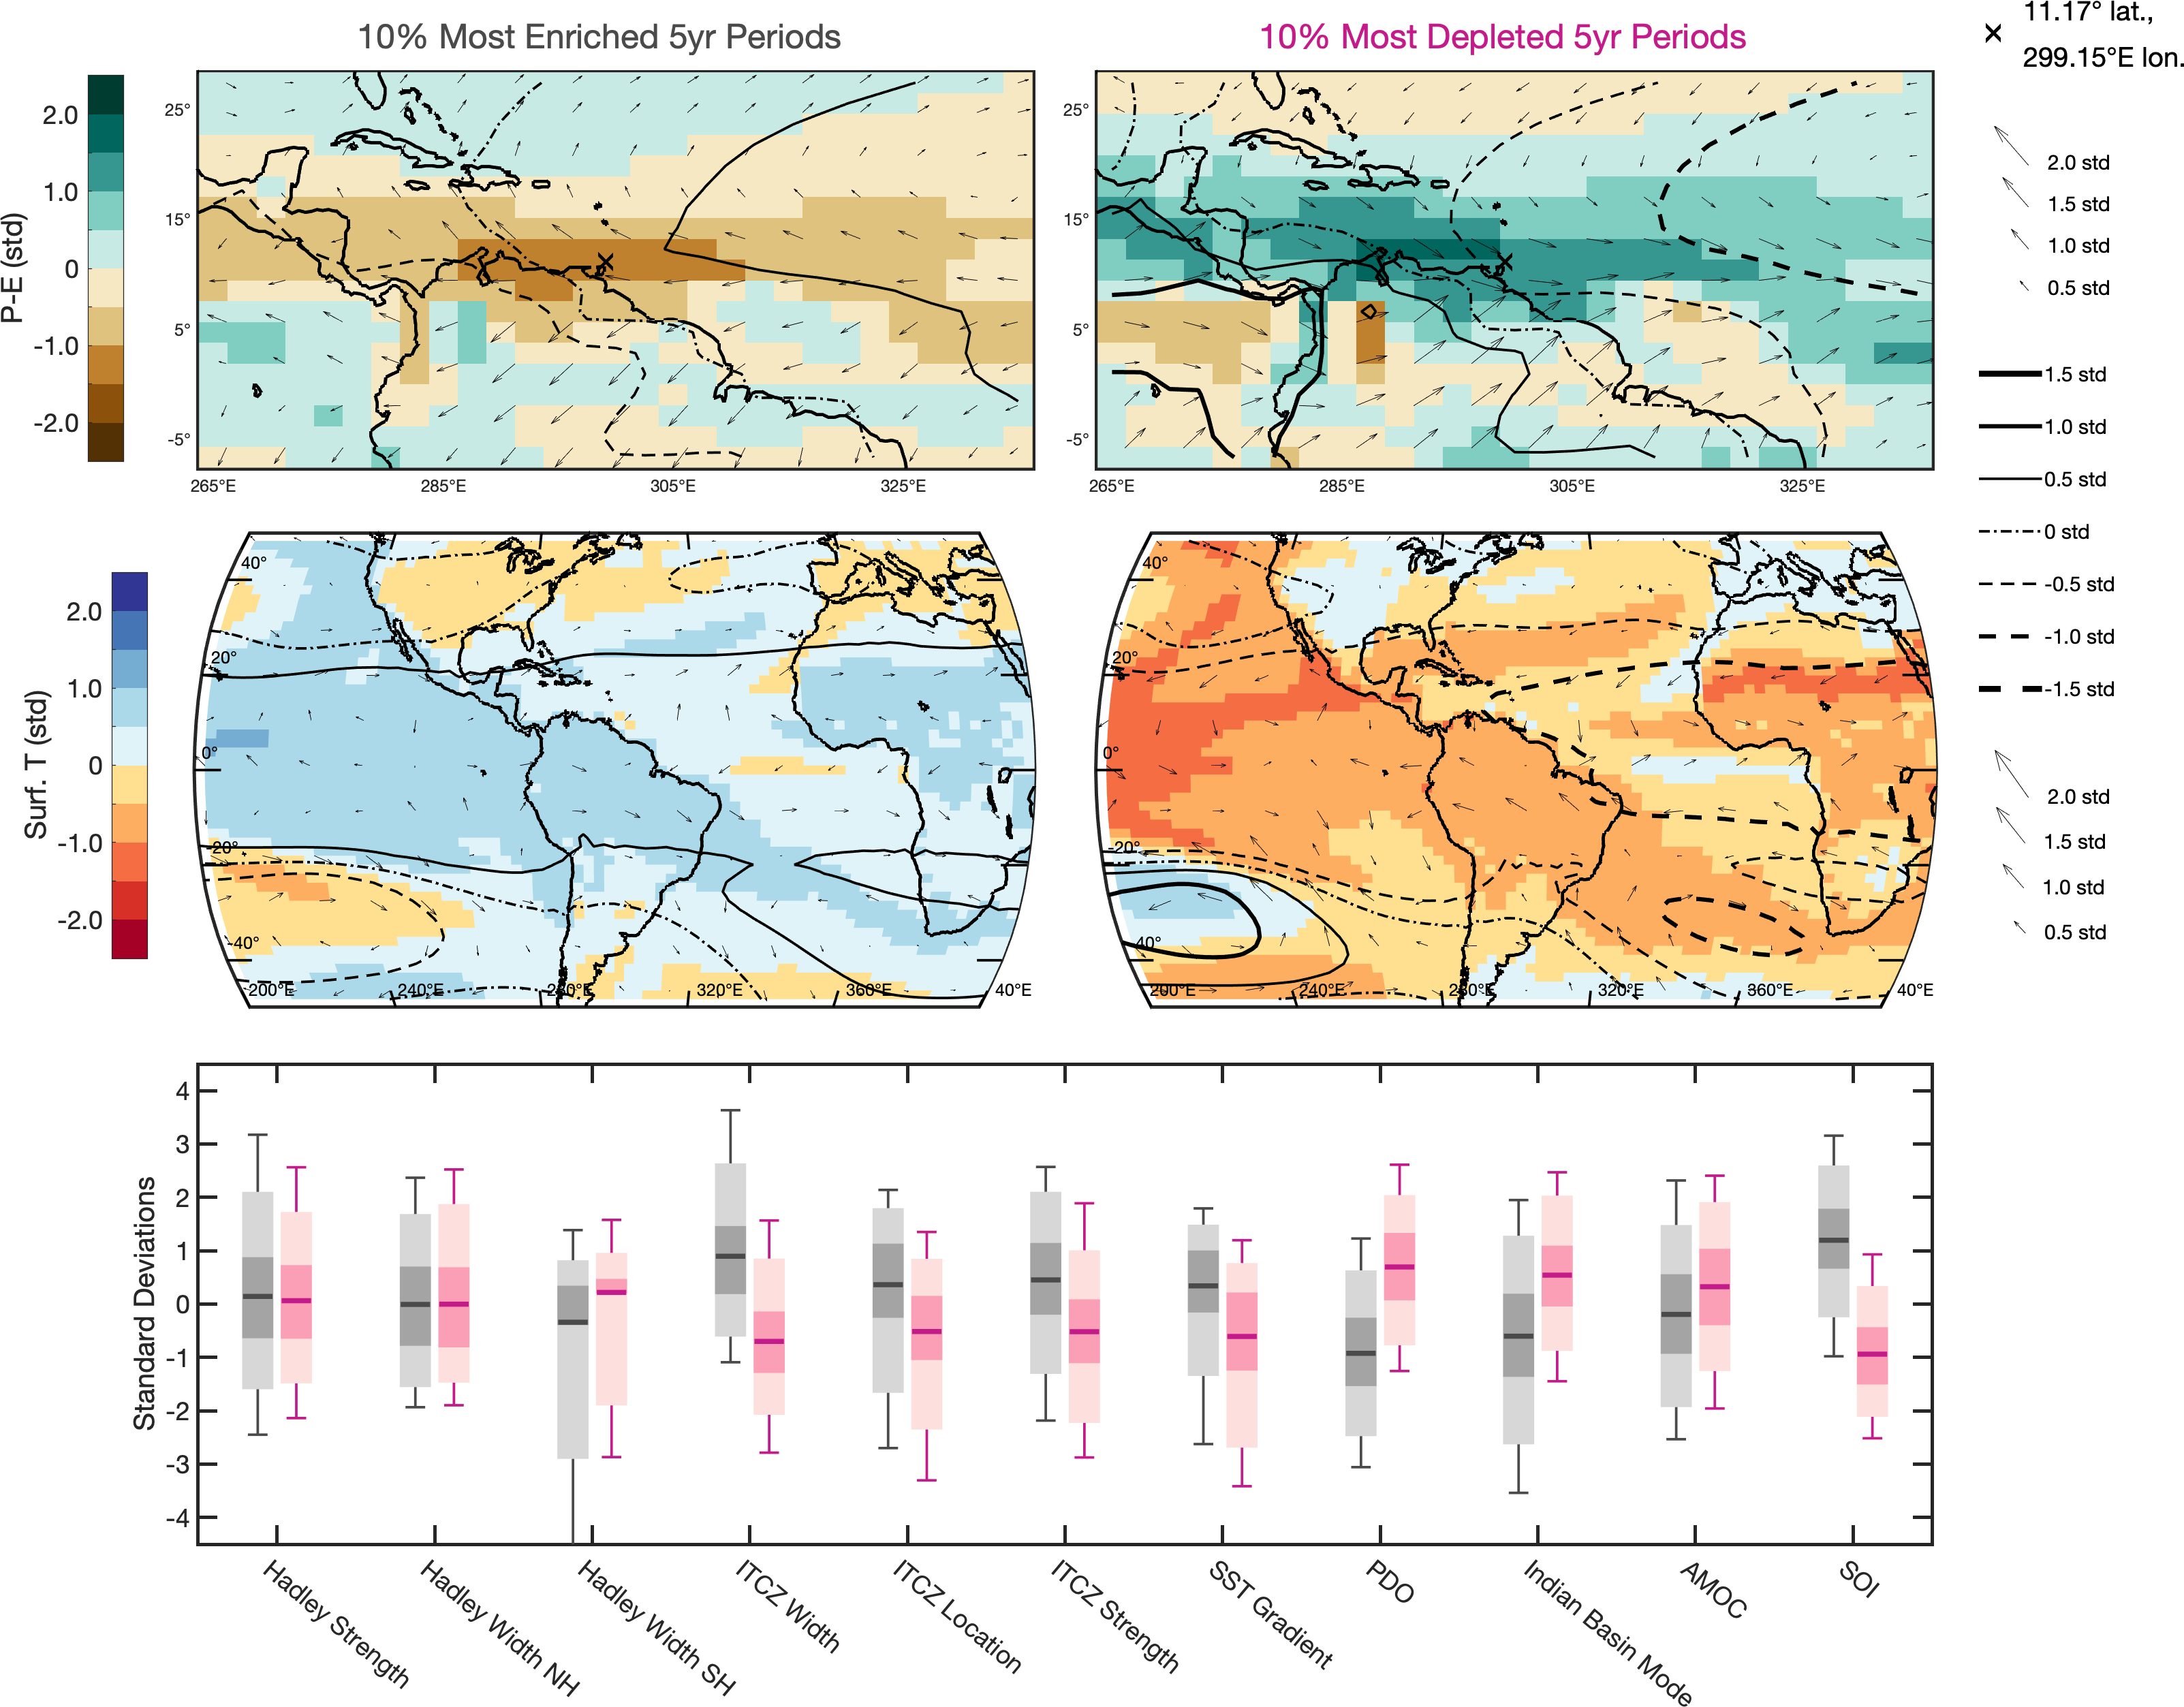 10% Most Enriched 5yr Periods
10% Most Depleted 5yr Periods
11.17° lat.,
299.15°E lon.
P-E (std)
2.0
1.0
0
-1.0
-2.0
25°
15°
5°
-5°
265°E
285°E
305°E
325°E
25°
15°
5°
-5°
265°E
285°E
305°E
325°E
2.0 std
1.5 std
1.0 std
0.5 std
1.5 std
1.0 std
0.5 std
0 std
-0.5 std
-1.0 std
-1.5 std
Surf. T (std)
2.0
1.0
0
-1.0
-2.0
40°
20°
0°
-20°
-40°
200°E
240°E
280°E
320°E
360°E
40°E
40°
20°
0°
-20°
-40°
200°E
240°E
280°E
320°E
360°E
40°E
2.0 std
1.5 std
1.0 std
0.5 std
Standard Deviations
4
3
2
1
0
-1
-2
-3
-4
Hadley Strength
Hadley Width NH
Hadley Width SH
ITCZ Width
ITCZ Location
ITCZ Strength
SST Gradient
PDO
Indian Basin Mode
AMOC
SOI